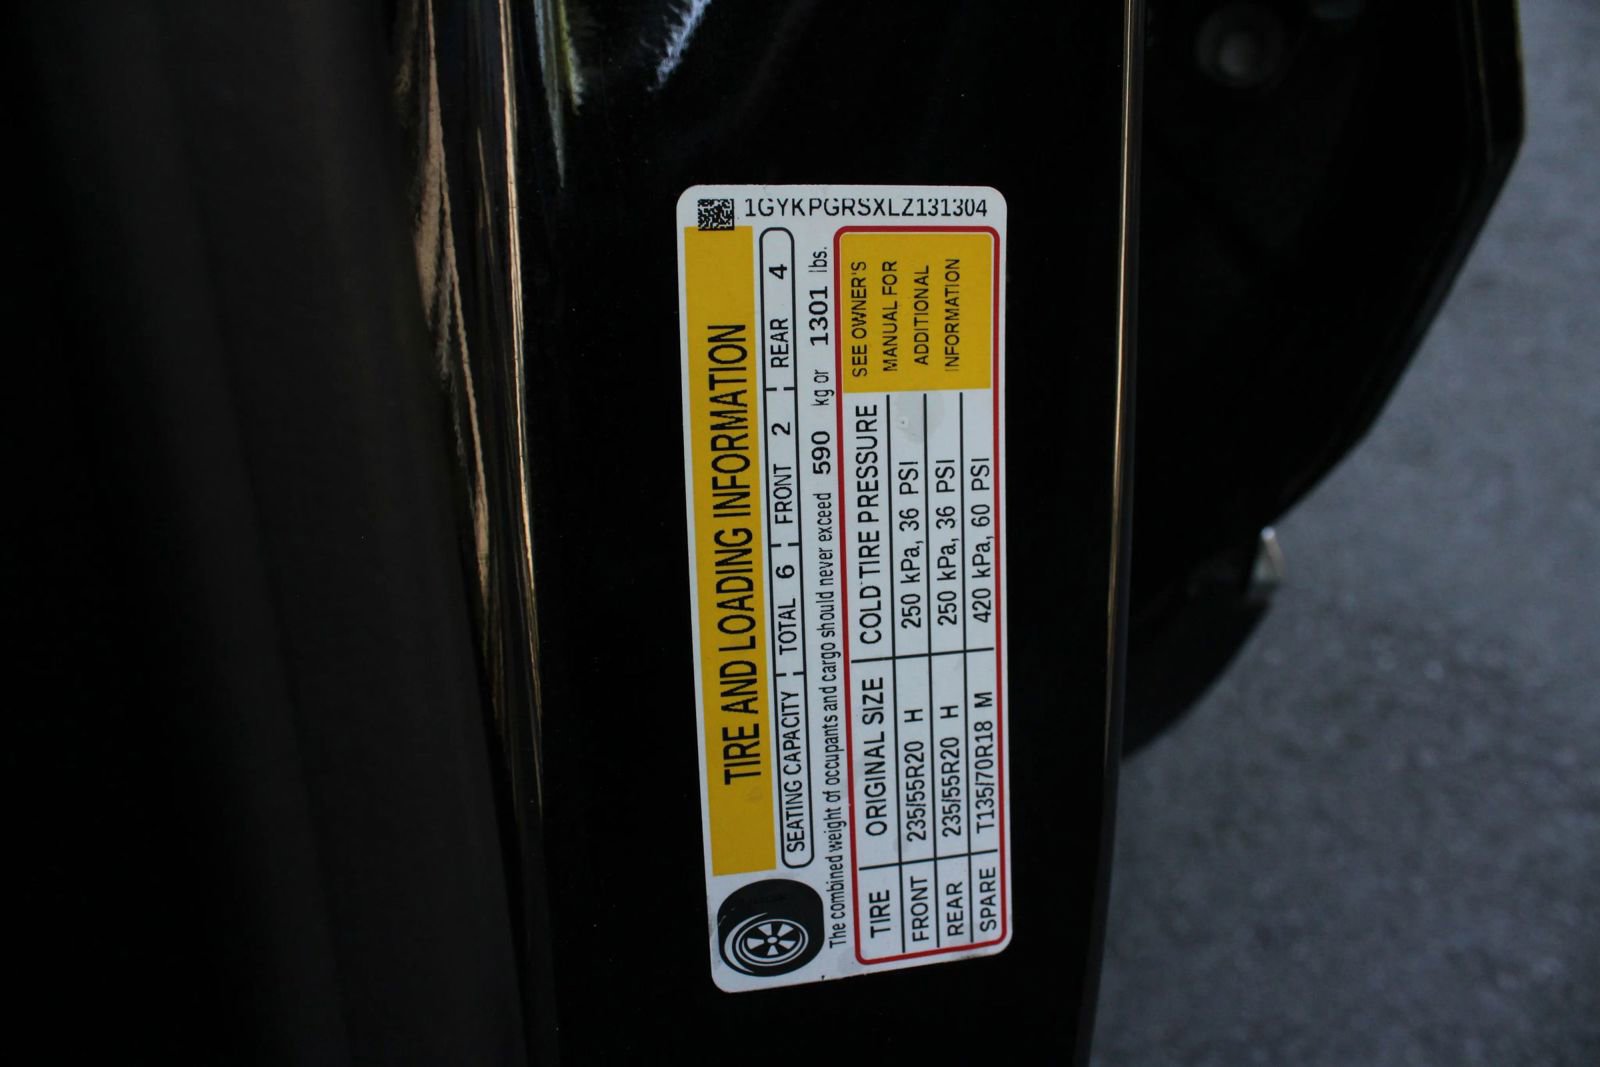 1GYKPGRSXLZ131304
TIRE AND LOADING INFORMATION
SEATING CAPACITY TOTAL 6 FRONT 2 REAR 4
The combined weight of occupants and cargo should never exceed 590 kg or 1301 lbs.
TIRE ORIGINAL SIZE COLD TIRE PRESSURE
FRONT 235/55R20 H 250 kPa, 36 PSI
REAR 235/55R20 H 250 kPa, 36 PSI
SPARE T135/70R18 M 420 kPa, 60 PSI
SEE OWNER'S
MANUAL FOR
ADDITIONAL
INFORMATION